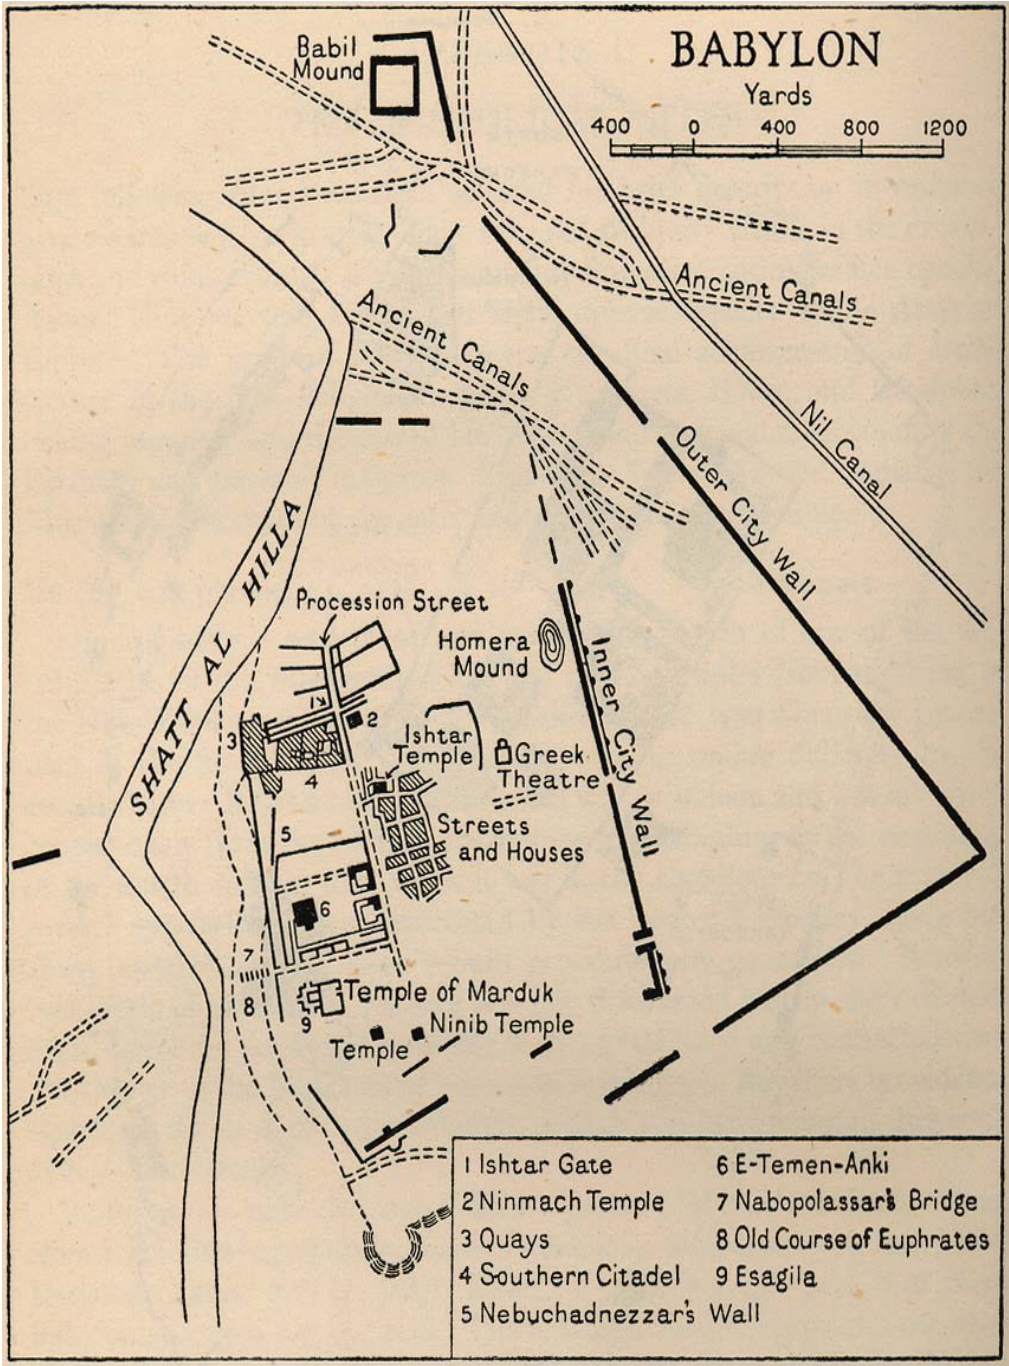 BABYLON
Yards
400 0 400 800 1200
Babil
Mound
Ancient Canals
Ancient Canals
Nil Canal
Outer City Wall
SHATT AL HILLA
Procession Street
Homera
Mound
Inner City Wall
1
2
3
4
Ishtar
Temple
Greek
Theatre
Streets
and Houses
5
6
7
8
Temple of Marduk
9
Ninib Temple
Temple
1 Ishtar Gate
2 Ninmach Temple
3 Quays
4 Southern Citadel
5 Nebuchadnezzar's Wall
6 E-Temen-Anki
7 Nabopolassar's Bridge
8 Old Course of Euphrates
9 Esagila